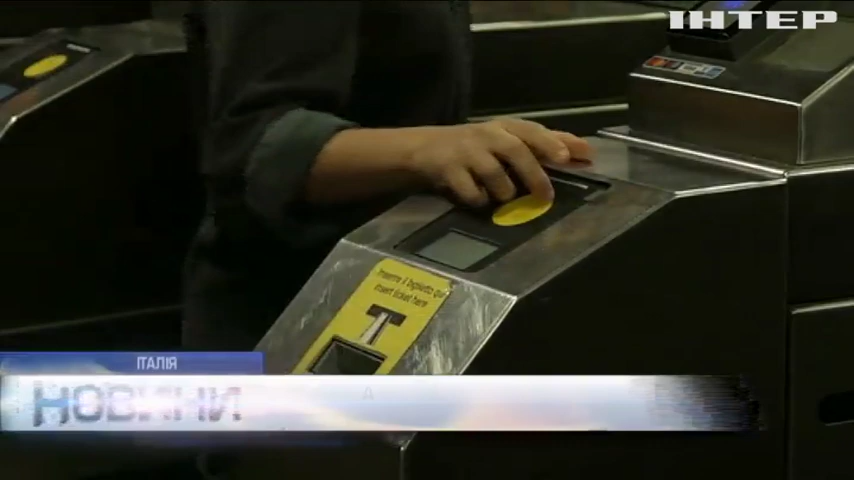 ІНТЕР
Inserire il biglietto qui
insert ticket here
ІТАЛІЯ
НОВИНИ